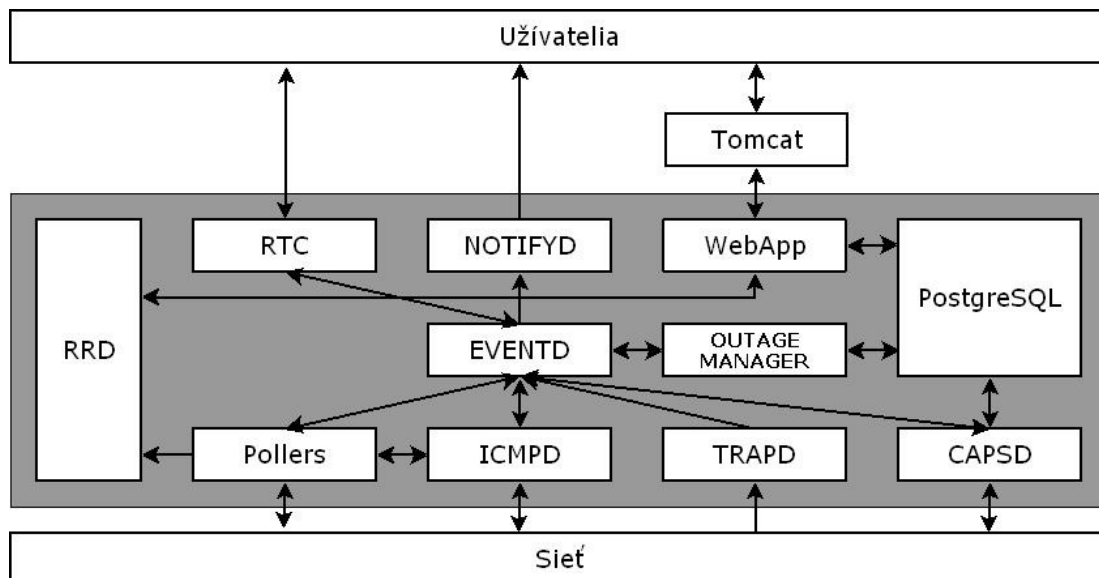 Užívatelia
Tomcat
RTC
NOTIFYD
WebApp
PostgreSQL
RRD
EVENTD
OUTAGE
MANAGER
Pollers
ICMPD
TRAPD
CAPSD
Sieť